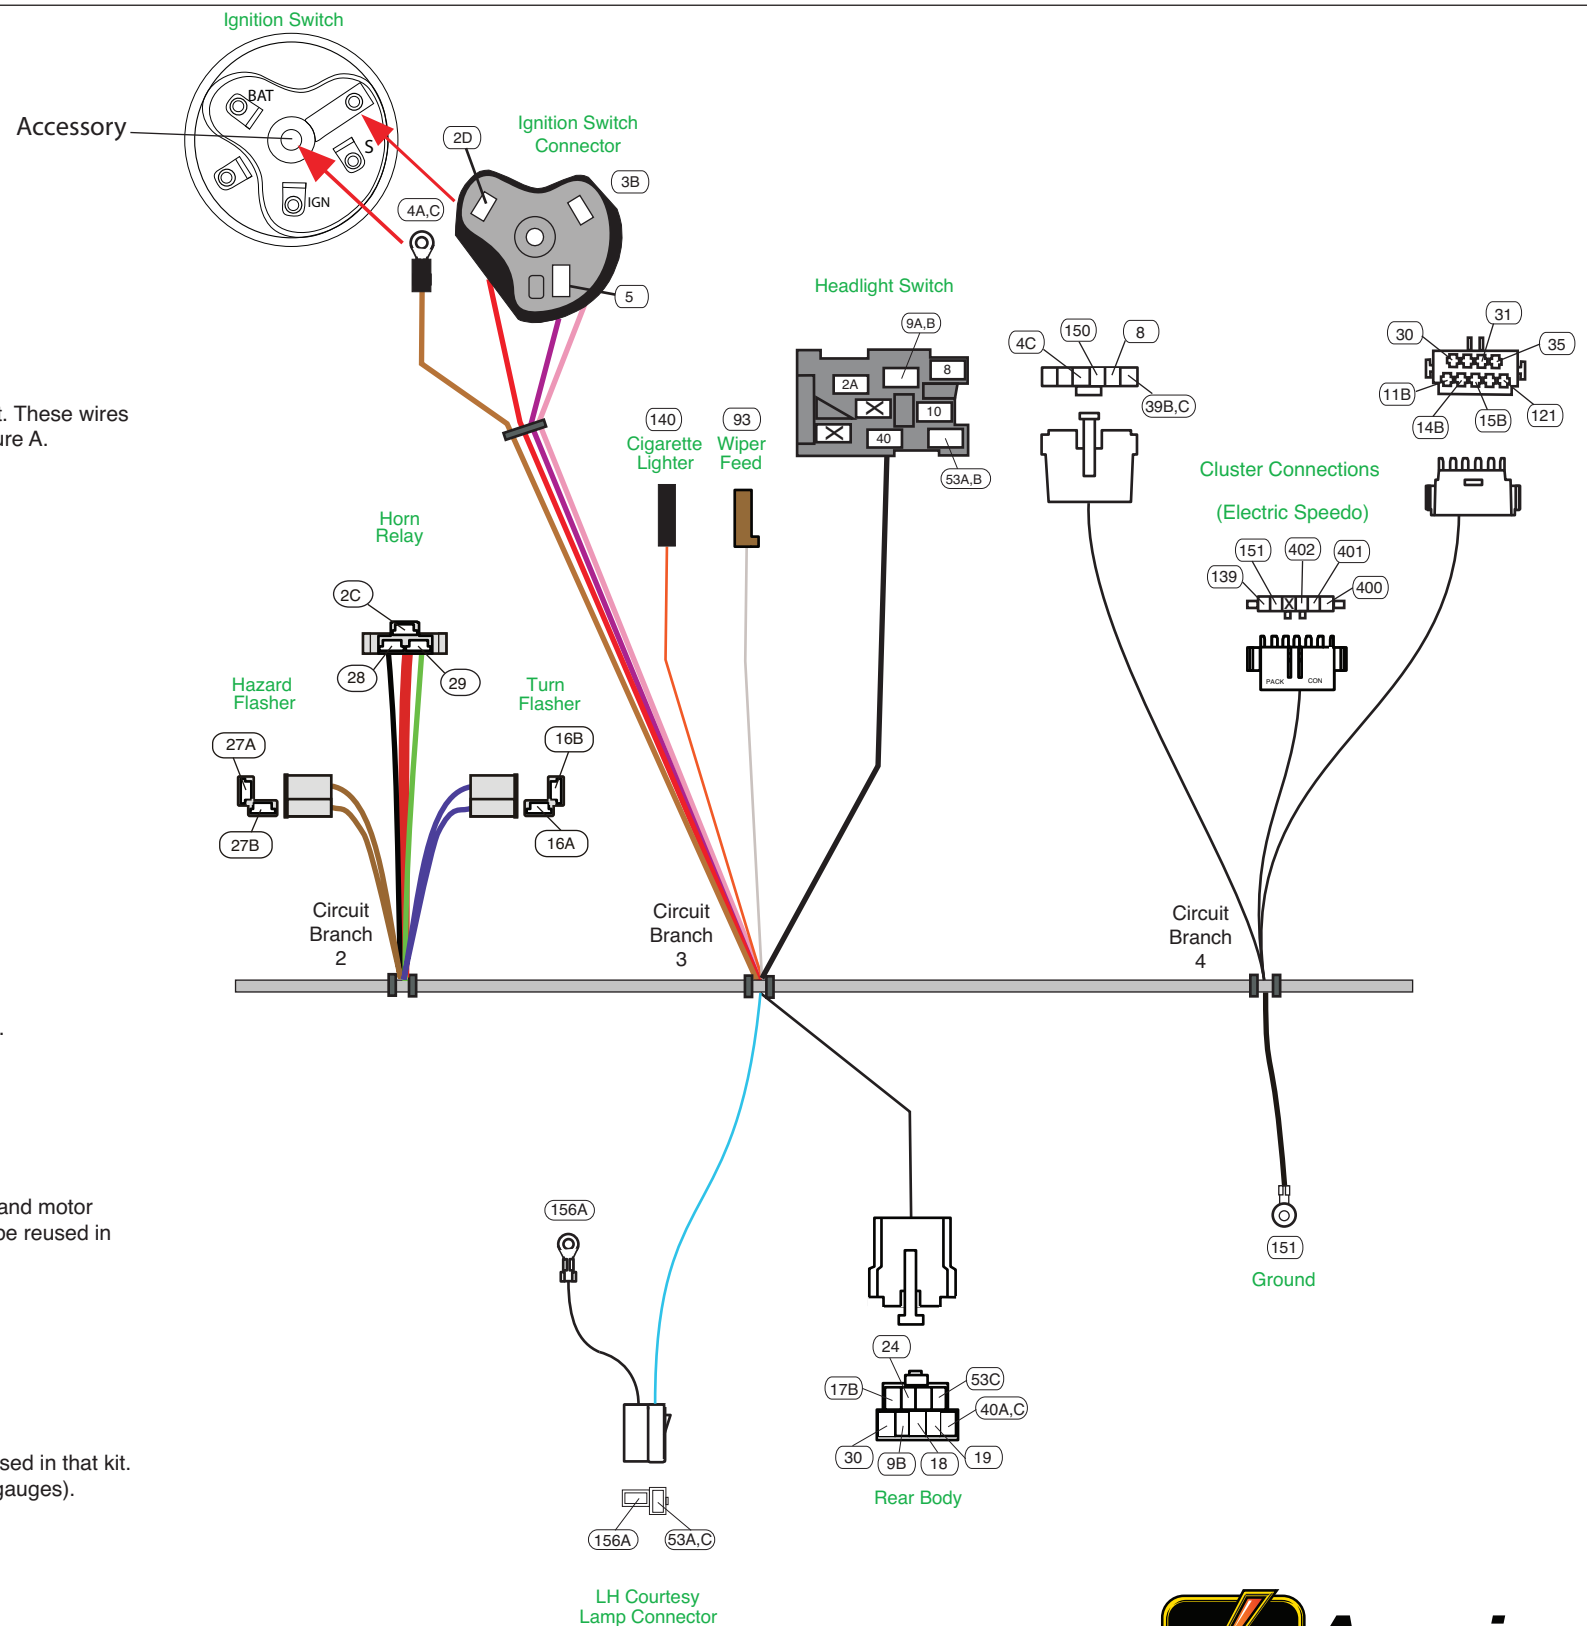 Ignition Switch
BAT
Accessory
S
IGN
2D
Ignition Switch
Connector
3B
4A,C
5
t. These wires
ure A.
140
Cigarette
Lighter
93
Wiper
Feed
Headlight Switch
9A,B
8
2A
X
10
X
40
53A,B
4C
150
8
39B,C
30
31
35
11B
14B
15B
121
Cluster Connections
(Electric Speedo)
151
402
401
139
X
400
PACK
CON
Horn
Relay
2C
28
29
Hazard
Flasher
27A
27B
Turn
Flasher
16B
16A
Circuit
Branch
2
Circuit
Branch
3
Circuit
Branch
4
.
and motor
be reused in
156A
151
Ground
24
17B
53C
40A,C
30
9B
18
19
Rear Body
sed in that kit.
gauges).
156A
53A,C
LH Courtesy
Lamp Connector